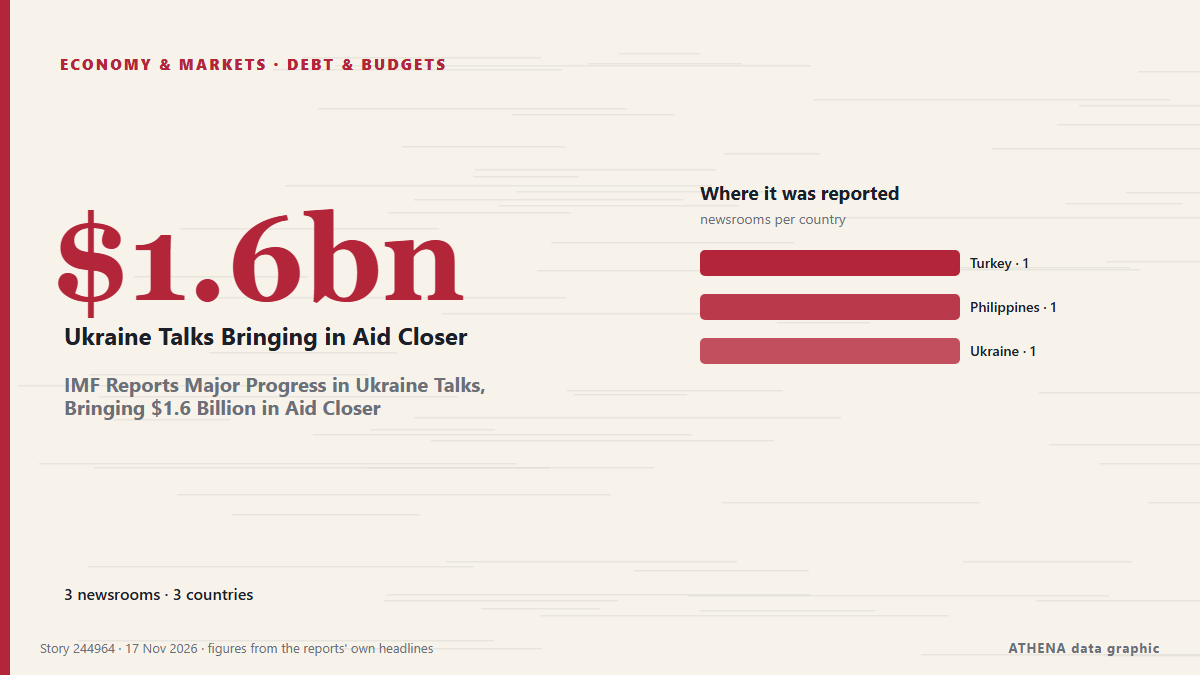 ECONOMY & MARKETS · DEBT & BUDGETS
$1.6bn
Ukraine Talks Bringing in Aid Closer
IMF Reports Major Progress in Ukraine Talks,
Bringing $1.6 Billion in Aid Closer
Where it was reported
newsrooms per country
Turkey · 1
Philippines · 1
Ukraine · 1
3 newsrooms · 3 countries
Story 244964 · 17 Nov 2026 · figures from the reports' own headlines
ATHENA data graphic